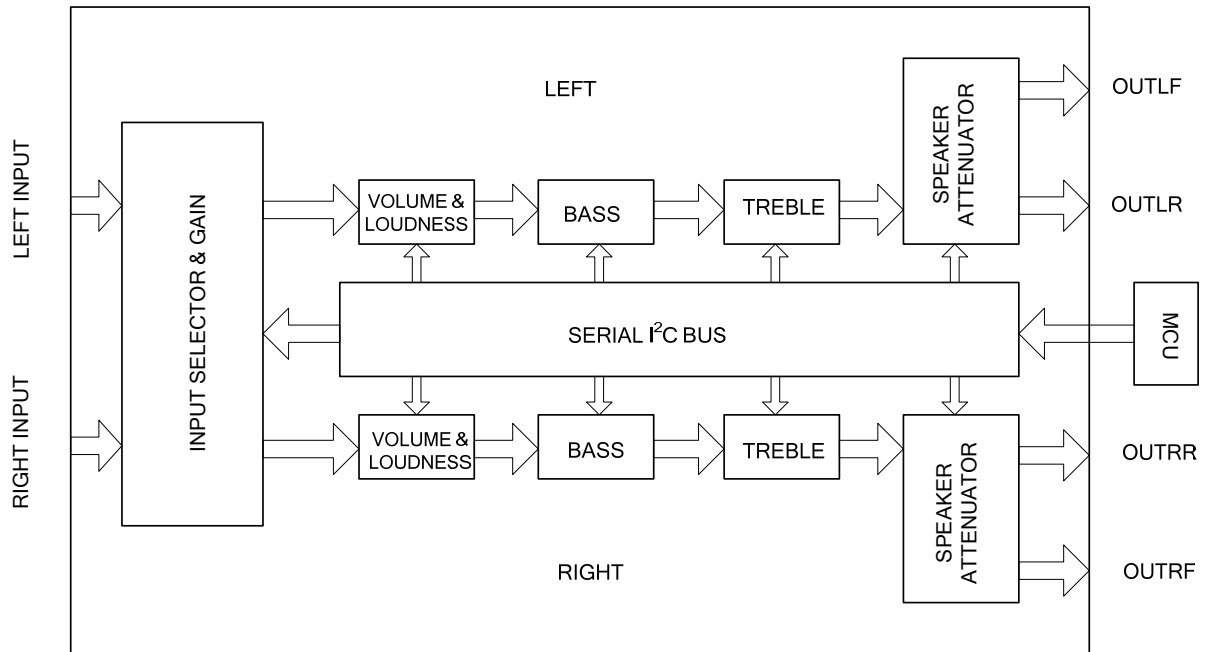 LEFT
OUTLF
LEFT INPUT
INPUT SELECTOR & GAIN
VOLUME &
LOUDNESS
BASS
TREBLE
SPEAKER
ATTENUATOR
OUTLR
SERIAL I²C BUS
MCU
RIGHT INPUT
VOLUME &
LOUDNESS
BASS
TREBLE
SPEAKER
ATTENUATOR
OUTRR
RIGHT
OUTRF